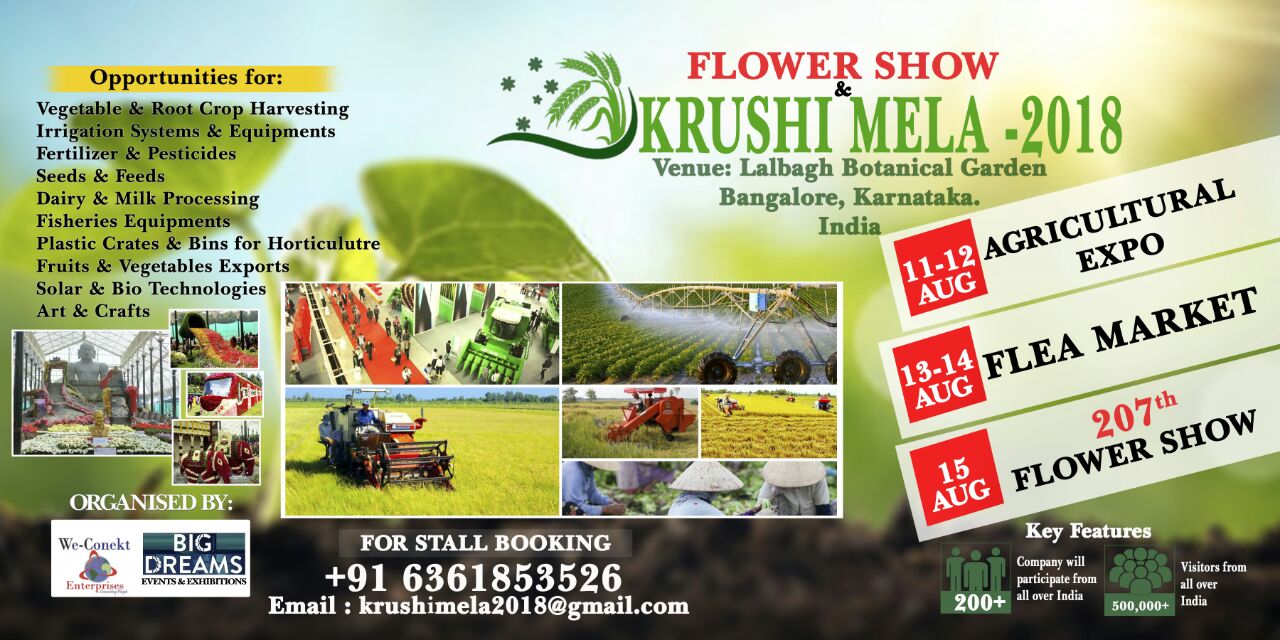 FLOWER SHOW
&
KRUSHI MELA -2018
Venue: Lalbagh Botanical Garden
Bangalore, Karnataka.
India
Opportunities for:
Vegetable & Root Crop Harvesting
Irrigation Systems & Equipments
Fertilizer & Pesticides
Seeds & Feeds
Dairy & Milk Processing
Fisheries Equipments
Plastic Crates & Bins for Horticulutre
Fruits & Vegetables Exports
Solar & Bio Technologies
Art & Crafts
11-12
AUG
AGRICULTURAL
EXPO
13-14
AUG
FLEA MARKET
15
AUG
207th
FLOWER SHOW
ORGANISED BY:
We-Conekt
Enterprises
Connecting People
BIG
DREAMS
EVENTS & EXHIBITIONS
FOR STALL BOOKING
+91 6361853526
Email : krushimela2018@gmail.com
Key Features
200+
Company will
participate from
all over India
500,000+
Visitors from
all over
India